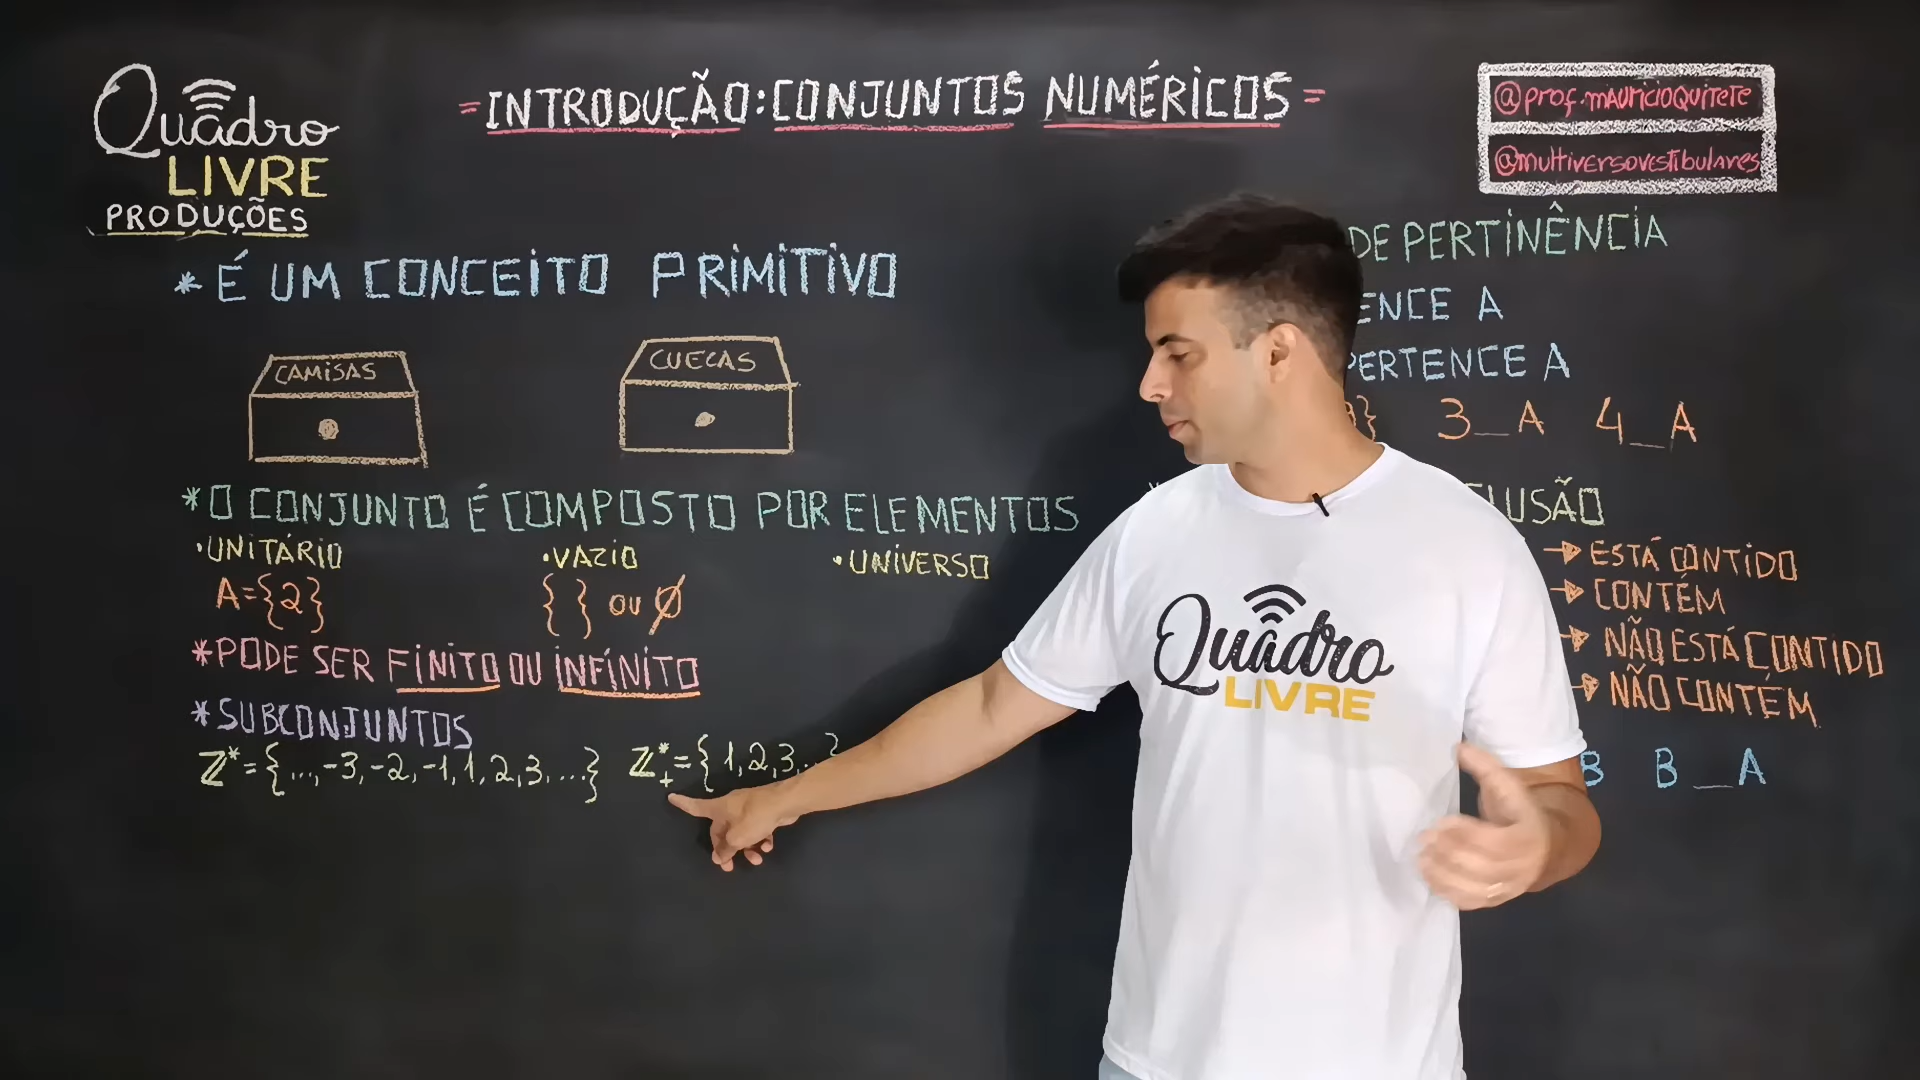 Quadro
LIVRE
PRODUÇÕES
=INTRODUÇÃO:CONJUNTOS NUMÉRICOS=
@prof.mauricioquitete
@multiversovestibulares
*É UM CONCEITO PRIMITIVO
CAMISAS
CUECAS
*O CONJUNTO É COMPOSTO POR ELEMENTOS
•UNITÁRIO •VAZIO •UNIVERSO
A={2} { } ou Ø
*PODE SER FINITO OU INFINITO
*SUBCONJUNTOS
ℤ*={...,-3,-2,-1,1,2,3,...} ℤ*₊={1,2,3,..}
DE PERTINÊNCIA
ENCE A
PERTENCE A
} 3_A 4_A
LUSÃO
→ ESTÁ CONTIDO
→ CONTÉM
→ NÃO ESTÁ CONTIDO
→ NÃO CONTÉM
B B_A
Quadro
LIVRE